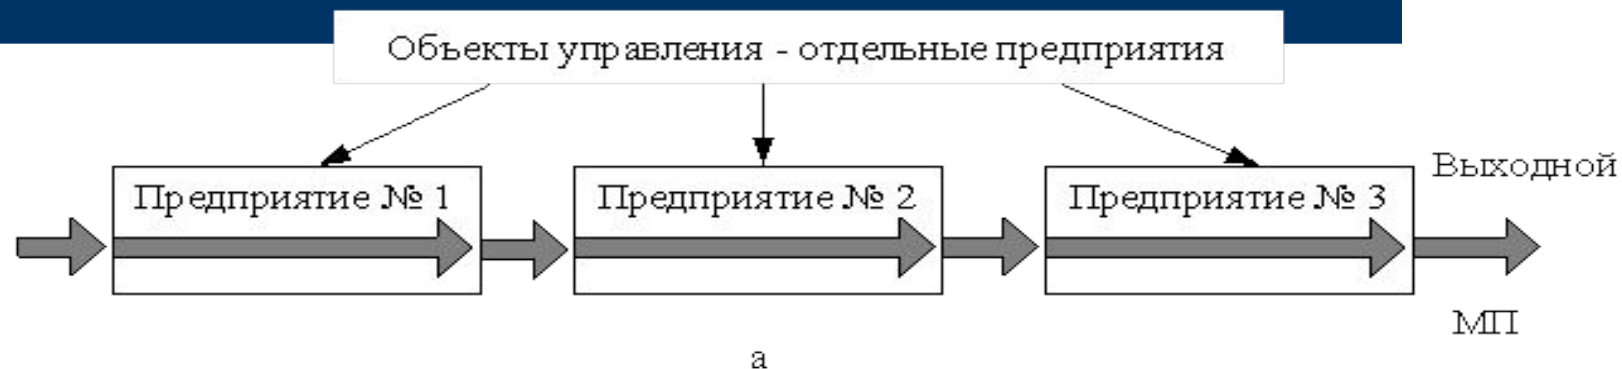 Объекты управления - отдельные предприятия
Предприятие № 1
Предприятие № 2
Предприятие № 3
Выходной
МП
а